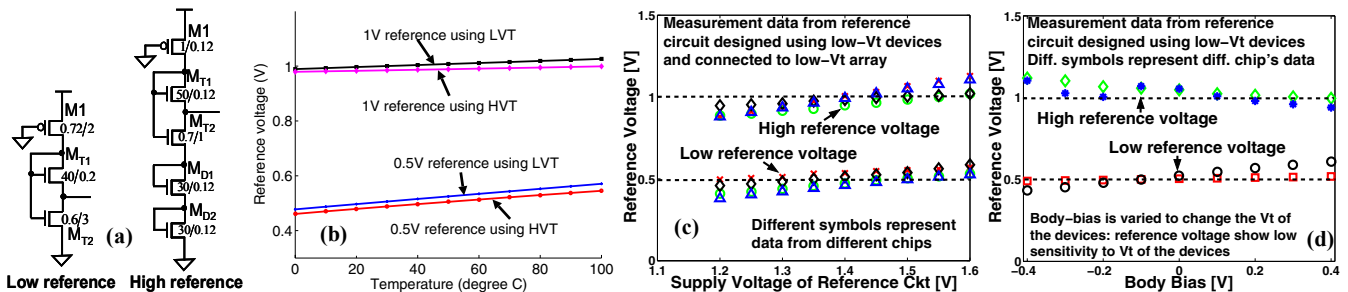 M1
0.72/2
M_T1
40/0.2
0.6/3
M_T2
Low reference
(a)
M1
1/0.12
M_T1
50/0.12
M_T2
0.7/1
M_D1
30/0.12
M_D2
30/0.12
High reference
Reference voltage (V)
1
0.8
0.6
0.4
1V reference using LVT
1V reference using HVT
0.5V reference using LVT
0.5V reference using HVT
(b)
0 20 40 60 80 100
Temperature (degree C)
Reference Voltage [V]
1.5
1
0.5
0
Measurement data from reference
circuit designed using low-Vt devices
and connected to low-Vt array
High reference voltage
Low reference voltage
(c)
Different symbols represent
data from different chips
1.1 1.2 1.3 1.4 1.5 1.6
Supply Voltage of Reference Ckt [V]
Reference Voltage [V]
1.5
1
0.5
0
Measurement data from reference
circuit designed using low-Vt devices
Diff. symbols represent diff. chip's data
High reference voltage
Low reference voltage
Body-bias is varied to change the Vt of
the devices: reference voltage show low
sensitivity to Vt of the devices
(d)
-0.4 -0.2 0 0.2 0.4
Body Bias [V]